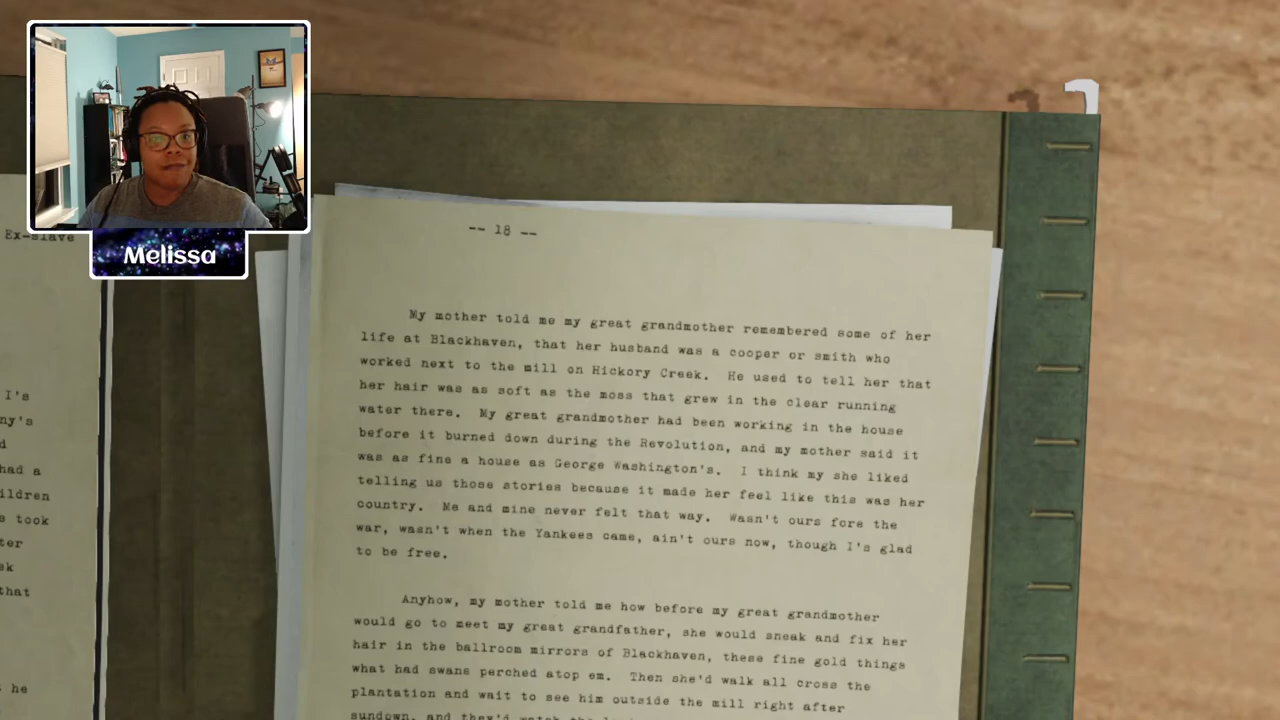 Melissa
Ex-slave
I's
ny's
d
had a
ildren
s took
ter
ek
that
he
-- 18 --
My mother told me my great grandmother remembered some of her
life at Blackhaven, that her husband was a cooper or smith who
worked next to the mill on Hickory Creek. He used to tell her that
her hair was as soft as the moss that grew in the clear running
water there. My great grandmother had been working in the house
before it burned down during the Revolution, and my mother said it
was as fine a house as George Washington's. I think my she liked
telling us those stories because it made her feel like this was her
country. Me and mine never felt that way. Wasn't ours fore the
war, wasn't when the Yankees came, ain't ours now, though I's glad
to be free.
Anyhow, my mother told me how before my great grandmother
would go to meet my great grandfather, she would sneak and fix her
hair in the ballroom mirrors of Blackhaven, these fine gold things
what had swans perched atop em. Then she'd walk all cross the
plantation and wait to see him outside the mill right after
sundown, and they'd watch the